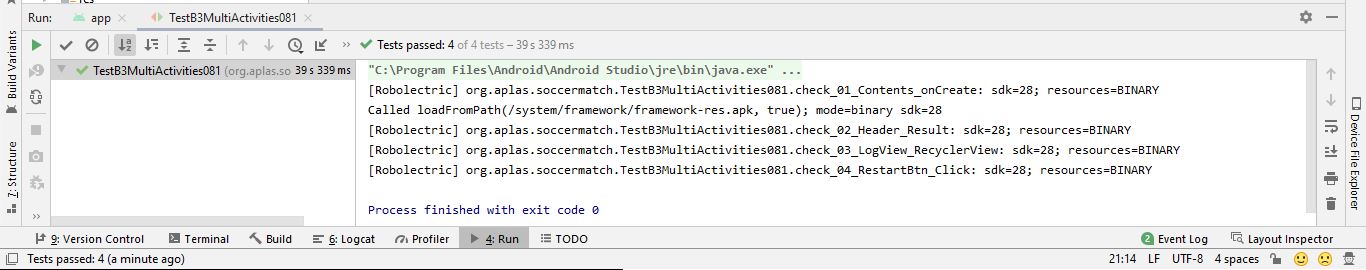 Run: app TestB3MultiActivities081
Tests passed: 4 of 4 tests – 39 s 339 ms
TestB3MultiActivities081 (org.aplas.so 39 s 339 ms
"C:\Program Files\Android\Android Studio\jre\bin\java.exe" ...
[Robolectric] org.aplas.soccermatch.TestB3MultiActivities081.check_01_Contents_onCreate: sdk=28; resources=BINARY
Called loadFromPath(/system/framework/framework-res.apk, true); mode=binary sdk=28
[Robolectric] org.aplas.soccermatch.TestB3MultiActivities081.check_02_Header_Result: sdk=28; resources=BINARY
[Robolectric] org.aplas.soccermatch.TestB3MultiActivities081.check_03_LogView_RecyclerView: sdk=28; resources=BINARY
[Robolectric] org.aplas.soccermatch.TestB3MultiActivities081.check_04_RestartBtn_Click: sdk=28; resources=BINARY
Process finished with exit code 0
Build Variants
7: Structure
Device File Explorer
9: Version Control Terminal Build 6: Logcat Profiler 4: Run TODO 2 Event Log Layout Inspector
Tests passed: 4 (a minute ago) 21:14 LF UTF-8 4 spaces